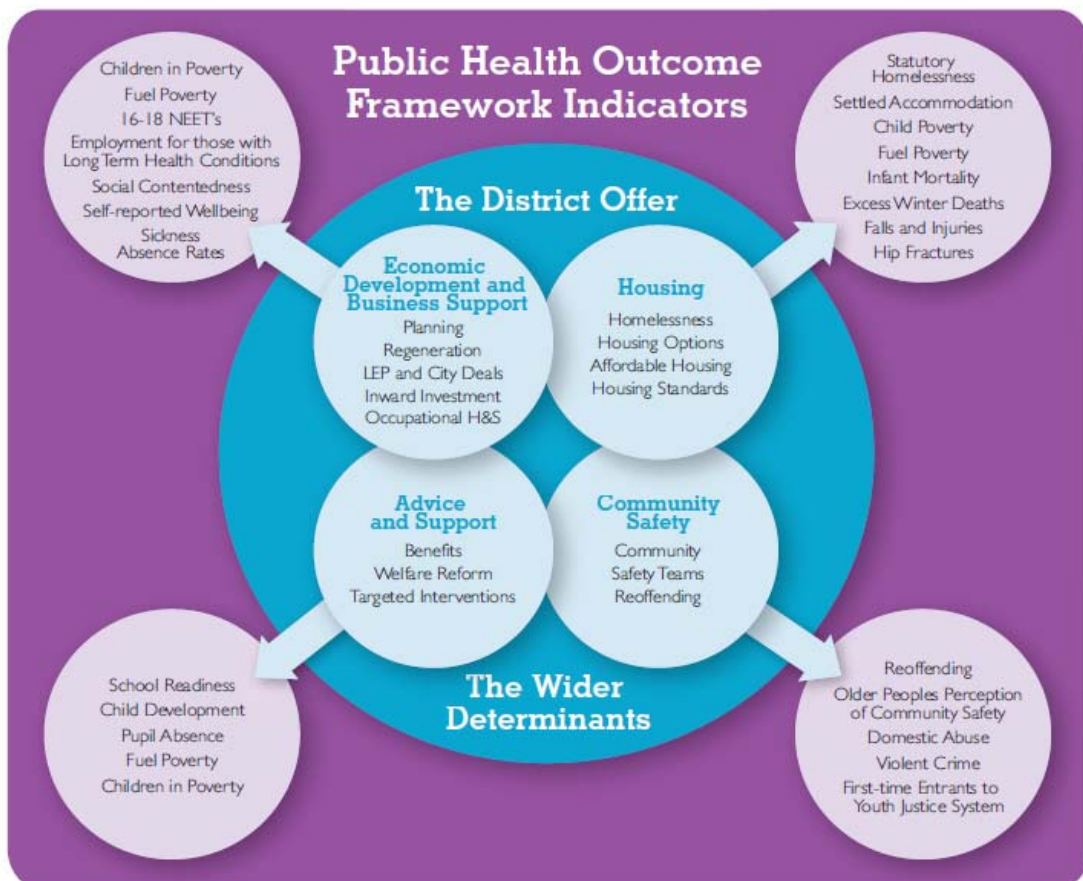 Public Health Outcome
Framework Indicators
Children in Poverty
Fuel Poverty
16-18 NEET's
Employment for those with
Long Term Health Conditions
Social Contentedness
Self-reported Wellbeing
Sickness
Absence Rates
Statutory
Homelessness
Settled Accommodation
Child Poverty
Fuel Poverty
Infant Mortality
Excess Winter Deaths
Falls and Injuries
Hip Fractures
The District Offer
Economic
Development and
Business Support
Planning
Regeneration
LEP and City Deals
Inward Investment
Occupational H&S
Housing
Homelessness
Housing Options
Affordable Housing
Housing Standards
Advice
and Support
Benefits
Welfare Reform
Targeted Interventions
Community
Safety
Community
Safety Teams
Reoffending
The Wider
Determinants
School Readiness
Child Development
Pupil Absence
Fuel Poverty
Children in Poverty
Reoffending
Older Peoples Perception
of Community Safety
Domestic Abuse
Violent Crime
First-time Entrants to
Youth Justice System